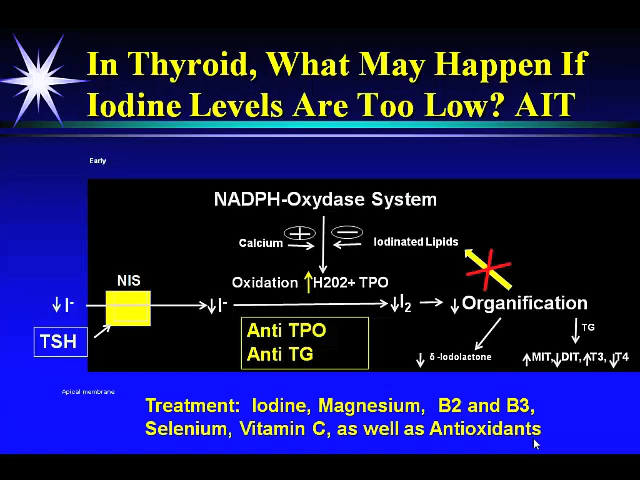 In Thyroid, What May Happen If
Iodine Levels Are Too Low? AIT
Early
NADPH-Oxydase System
Calcium + − Iodinated Lipids
NIS
Oxidation ↑H202+ TPO
↓I- ↓I- ↓I2 → ↓Organification
TSH
Anti TPO
Anti TG
TG
↓ δ-Iodolactone
↑MIT,↓DIT,↑T3,↓T4
Apical membrane
Treatment: Iodine, Magnesium, B2 and B3,
Selenium, Vitamin C, as well as Antioxidants